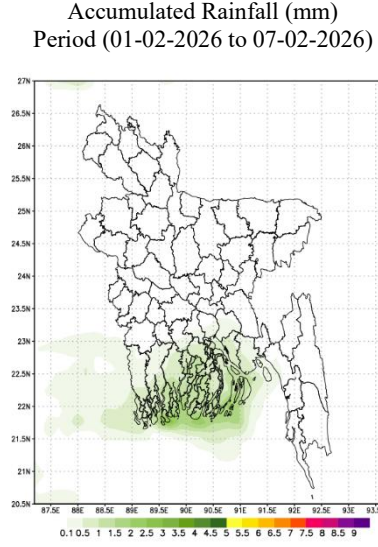 Accumulated Rainfall (mm)
Period (01-02-2026 to 07-02-2026)
27N
26.5N
26N
25.5N
25N
24.5N
24N
23.5N
23N
22.5N
22N
21.5N
21N
20.5N
87.5E 88E 88.5E 89E 89.5E 90E 90.5E 91E 91.5E 92E 92.5E 93E 93.5
0.1 0.5 1 1.5 2 2.5 3 3.5 4 4.5 5 5.5 6 6.5 7 7.5 8 8.5 9